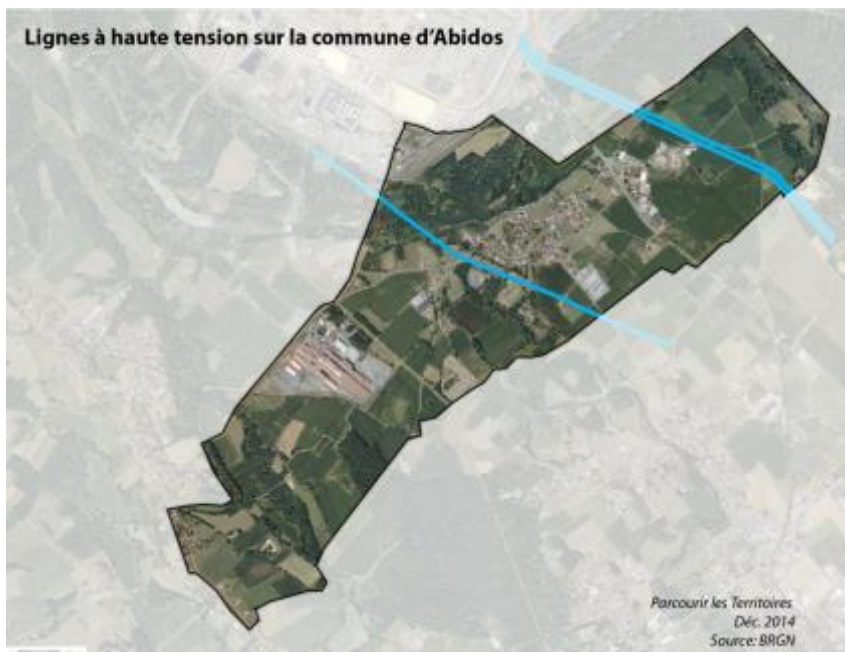 Lignes à haute tension sur la commune d'Abidos
Parcourir les Territoires
Déc. 2014
Source: BRGN